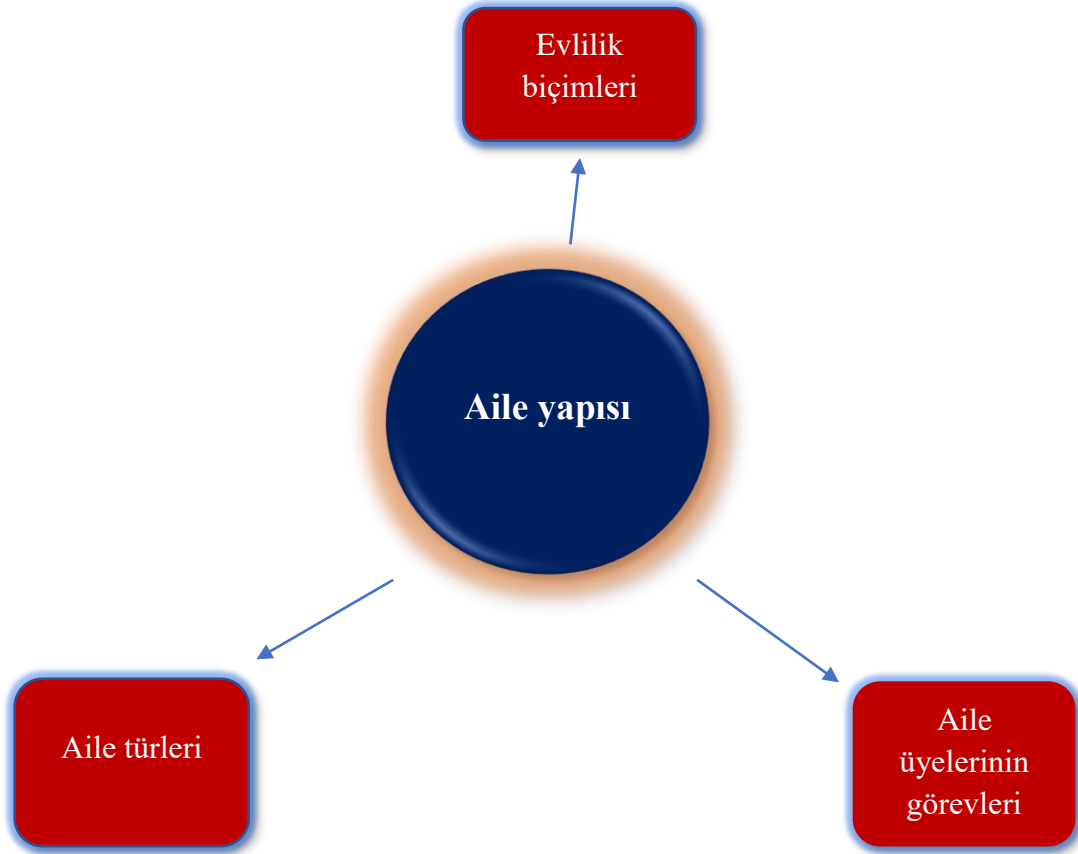 Evlilik
biçimleri
Aile yapısı
Aile türleri
Aile
üyelerinin
görevleri